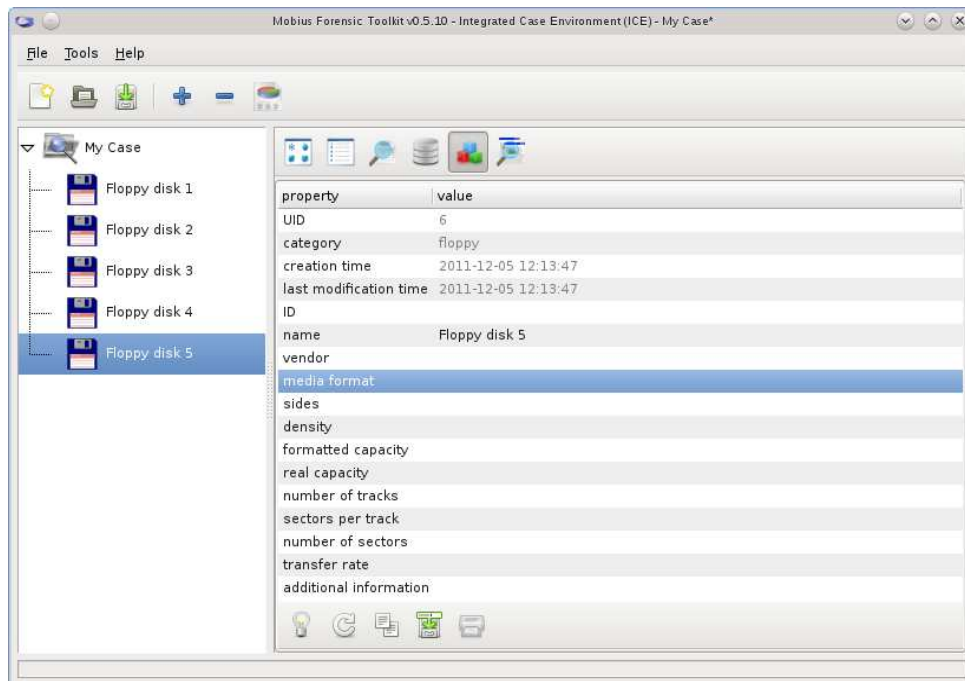 Mobius Forensic Toolkit v0.5.10 - Integrated Case Environment (ICE) - My Case*
File Tools Help
My Case
Floppy disk 1
Floppy disk 2
Floppy disk 3
Floppy disk 4
Floppy disk 5
property value
UID 6
category floppy
creation time 2011-12-05 12:13:47
last modification time 2011-12-05 12:13:47
ID
name Floppy disk 5
vendor
media format
sides
density
formatted capacity
real capacity
number of tracks
sectors per track
number of sectors
transfer rate
additional information